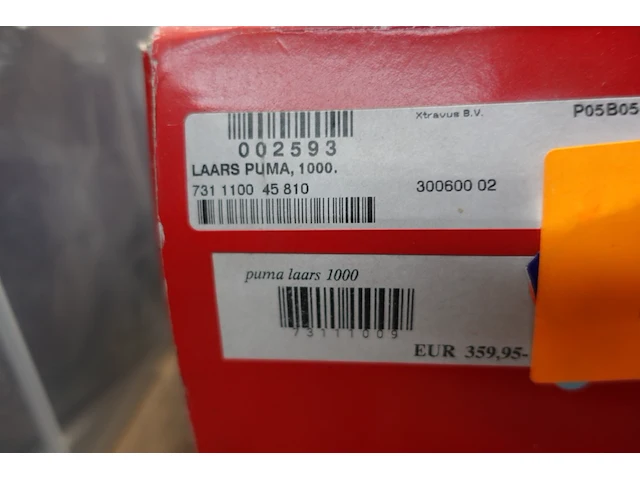 Xtravus B.V.
P05B05
002593
LAARS PUMA, 1000.
731 1100 45 810
300600 02
puma laars 1000
73111009
EUR 359,95-